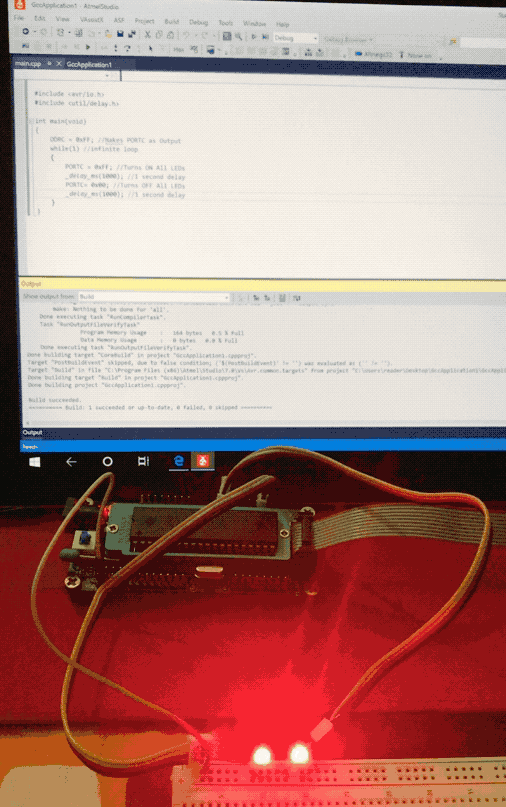 GccApplication1 - AtmelStudio
File Edit View VAssistX ASF Project Build Debug Tools Window Help
Debug
Debug Browser
Hex
ATmega32 None on
main.cpp GccApplication1
#include <avr/io.h>
#include <util/delay.h>
int main(void)
{
DDRC = 0xFF; //Makes PORTC as Output
while(1) //infinite loop
{
PORTC = 0xFF; //Turns ON All LEDs
_delay_ms(1000); //1 second delay
PORTC= 0x00; //Turns OFF All LEDs
_delay_ms(1000); //1 second delay
}
}
Output
Show output from: Build
make: Nothing to be done for 'all'.
Done executing task "RunCompilerTask".
Task "RunOutputFileVerifyTask"
Program Memory Usage : 164 bytes 0.5 % Full
Data Memory Usage : 0 bytes 0.0 % Full
Done executing task "RunOutputFileVerifyTask".
Done building target "CoreBuild" in project "GccApplication1.cppproj".
Target "PostBuildEvent" skipped, due to false condition; ('$(PostBuildEvent)' != '') was evaluated as ('' != '').
Target "Build" in file "C:\Program Files (x86)\Atmel\Studio\7.0\Vs\Avr.common.targets" from project
Done building target "Build" in project "GccApplication1.cppproj".
Done building project "GccApplication1.cppproj".
Build succeeded.
========== Build: 1 succeeded or up-to-date, 0 failed, 0 skipped ==========
Output
Ready